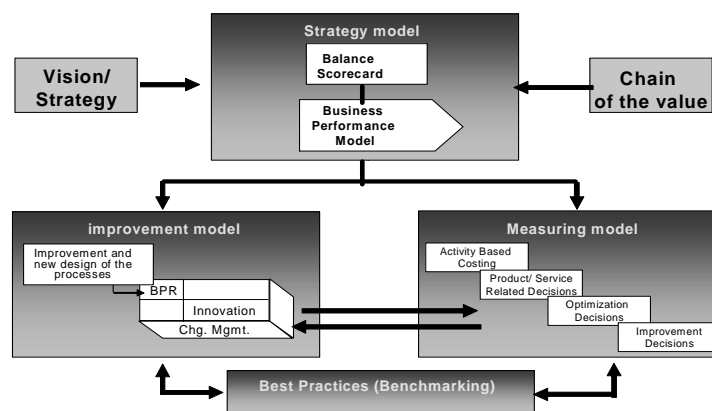 Strategy model
Balance
Scorecard
Vision/
Strategy
Chain
of the value
Business
Performance
Model
improvement model
Improvement and
new design of the
processes
BPR
Innovation
Chg. Mgmt.
Measuring model
Activity Based
Costing
Product/ Service
Related Decisions
Optimization
Decisions
Improvement
Decisions
Best Practices (Benchmarking)